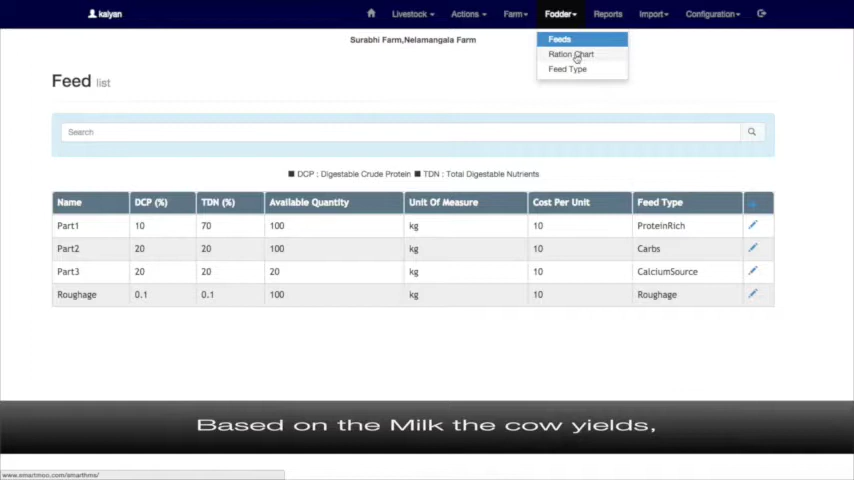 kalyan Livestock Actions Farm Fodder Reports Import Configuration
Surabhi Farm,Nelamangala Farm
Feeds
Ration Chart
Feed Type
Feed list
Search
DCP : Digestable Crude Protein TDN : Total Digestable Nutrients
Name DCP (%) TDN (%) Available Quantity Unit Of Measure Cost Per Unit Feed Type
Part1 10 70 100 kg 10 ProteinRich
Part2 20 20 100 kg 10 Carbs
Part3 20 20 20 kg 10 CalciumSource
Roughage 0.1 0.1 100 kg 10 Roughage
Based on the Milk the cow yields,
www.smartmoo.com/smarthms/